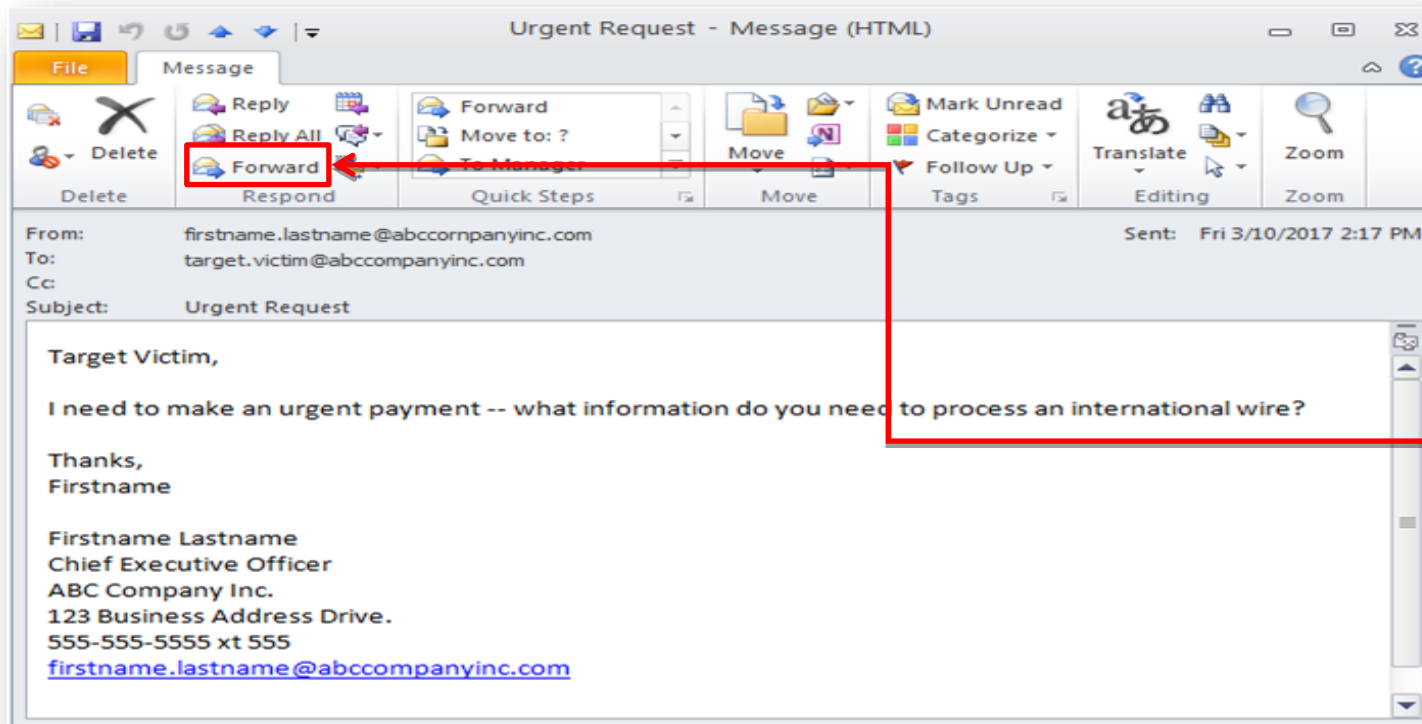 Urgent Request - Message (HTML)
File Message
Reply
Reply All
Forward
Delete
Forward
Move to: ?
To Manager
Move
Mark Unread
Categorize
Follow Up
Translate
Zoom
Delete Respond Quick Steps Move Tags Editing Zoom
From: firstname.lastname@abccornpanyinc.com Sent: Fri 3/10/2017 2:17 PM
To: target.victim@abccompanyinc.com
Cc:
Subject: Urgent Request
Target Victim,
I need to make an urgent payment -- what information do you need to process an international wire?
Thanks,
Firstname
Firstname Lastname
Chief Executive Officer
ABC Company Inc.
123 Business Address Drive.
555-555-5555 xt 555
firstname.lastname@abccompanyinc.com